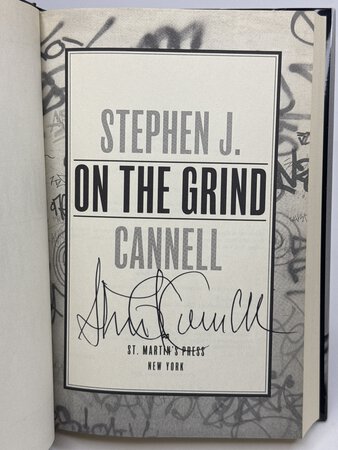 STEPHEN J.
ON THE GRIND
CANNELL
ST. MARTIN'S PRESS
NEW YORK